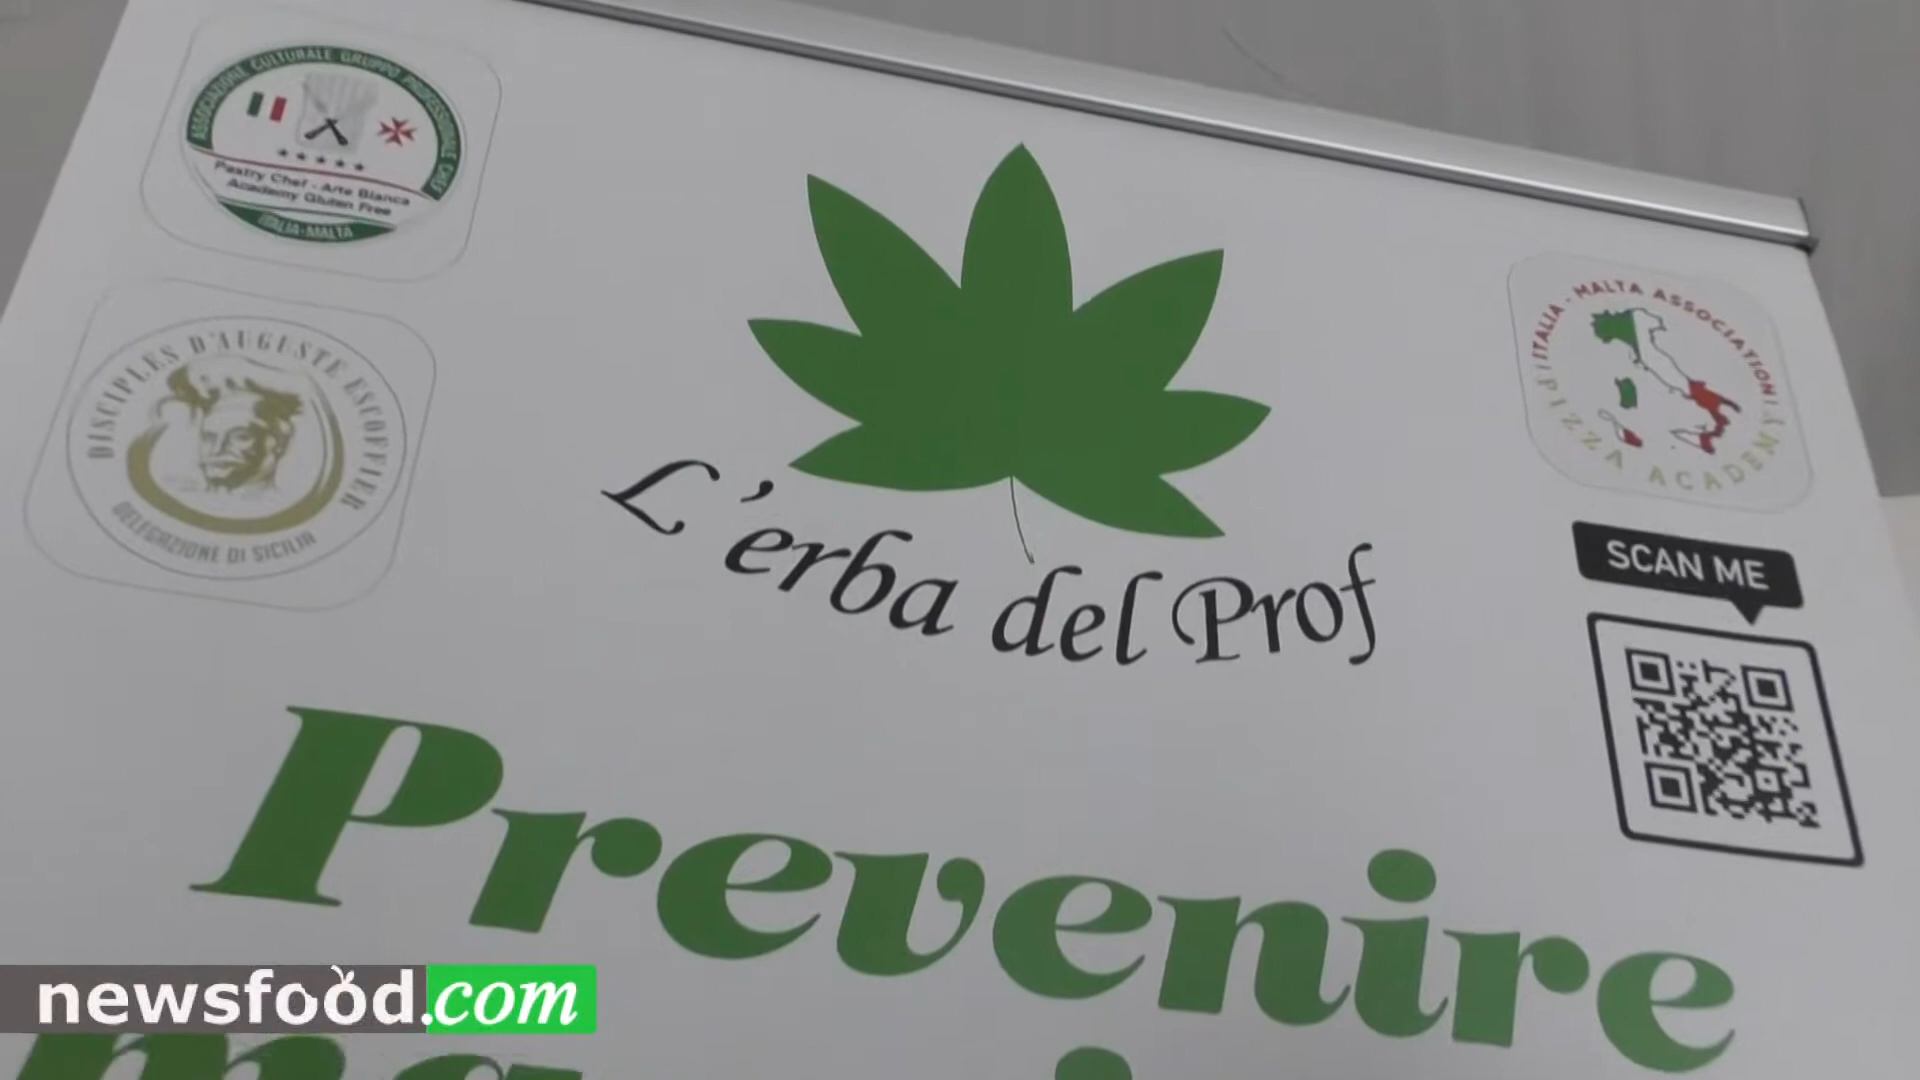 ASSOCIAZIONE CULTURALE GRUPPO PROFESSIONALE CHEF
Pastry Chef - Arte Bianca
Academy Gluten Free
ITALIA-MALTA
DISCIPLES D'AUGUSTE ESCOFFIER
DELEGAZIONE DI SICILIA
L'erba del Prof
ITALIA - MALTA ASSOCIATION
PIZZA ACADEMY
SCAN ME
Prevenire
newsfood.com